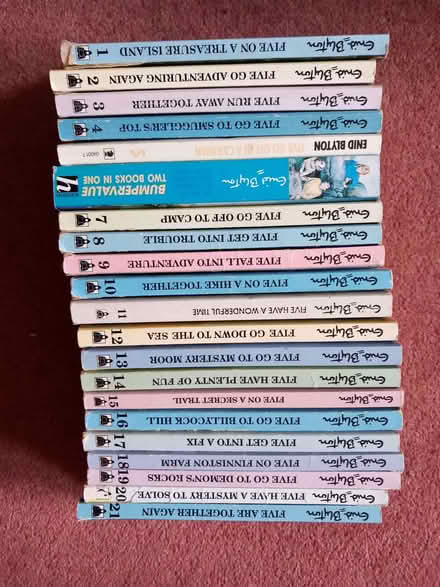 Enid Blyton FIVE ON A TREASURE ISLAND 1
Enid Blyton FIVE GO ADVENTURING AGAIN 2
Enid Blyton FIVE RUN AWAY TOGETHER 3
Enid Blyton FIVE GO TO SMUGGLER'S TOP 4
ENID BLYTON FIVE GO OFF IN A CARAVAN
Enid Blyton BUMPERVALUE
TWO BOOKS IN ONE h
Enid Blyton FIVE GO OFF TO CAMP 7
Enid Blyton FIVE GET INTO TROUBLE 8
Enid Blyton FIVE FALL INTO ADVENTURE 9
Enid Blyton FIVE ON A HIKE TOGETHER 10
Enid Blyton FIVE HAVE A WONDERFUL TIME 11
Enid Blyton FIVE GO DOWN TO THE SEA 12
Enid Blyton FIVE GO TO MYSTERY MOOR 13
Enid Blyton FIVE HAVE PLENTY OF FUN 14
Enid Blyton FIVE ON A SECRET TRAIL 15
Enid Blyton FIVE GO TO BILLYCOCK HILL 16
Enid Blyton FIVE GET INTO A FIX 17
Enid Blyton FIVE ON FINNISTON FARM 18
Enid Blyton FIVE GO TO DEMON'S ROCKS 19
Enid Blyton FIVE HAVE A MYSTERY TO SOLVE 20
Enid Blyton FIVE ARE TOGETHER AGAIN 21